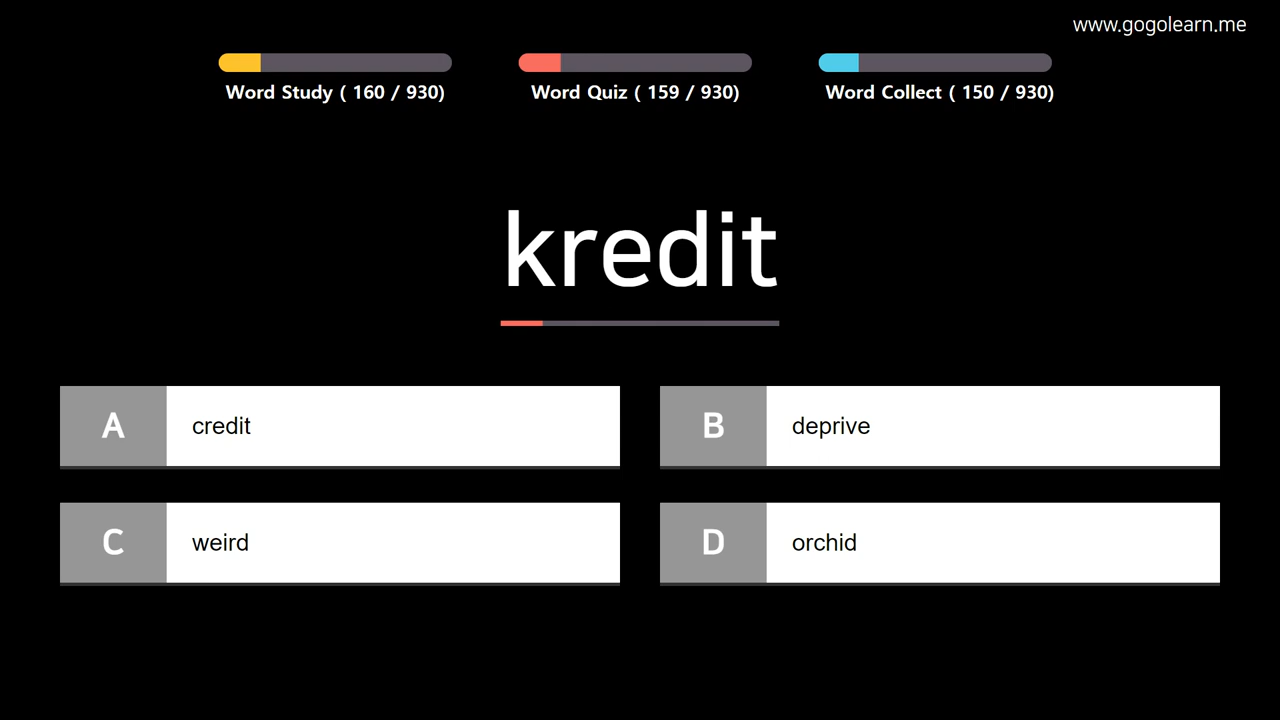 www.gogolearn.me
Word Study ( 160 / 930)
Word Quiz ( 159 / 930)
Word Collect ( 150 / 930)
kredit
A credit
B deprive
C weird
D orchid